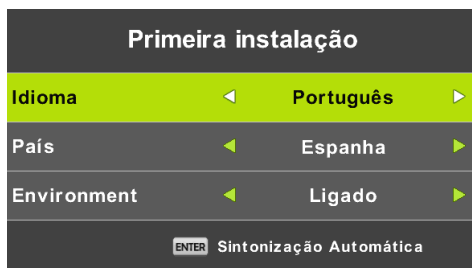 Primeira instalação
Idioma Português
País Espanha
Environment Ligado
ENTER Sintonização Automática